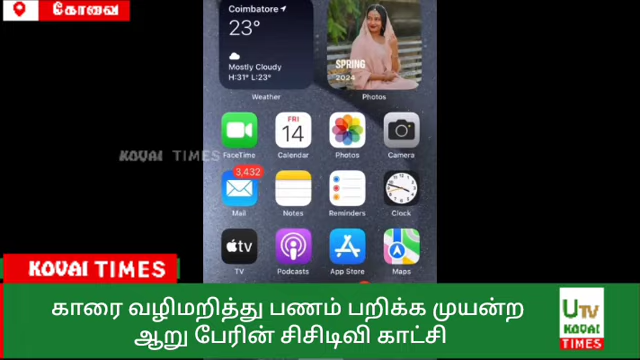 கோவை
Coimbatore
23°
Mostly Cloudy
H:31° L:23°
Weather
SPRING
2024
Photos
FRI
14
FaceTime
Calendar
Photos
Camera
KOVAI TIMES
3,432
Mail
Notes
Reminders
Clock
tv
TV
Podcasts
App Store
Maps
KOVAI TIMES
காரை வழிமறித்து பணம் பறிக்க முயன்ற
ஆறு பேரின் சிசிடிவி காட்சி
UTV
KOVAI
TIMES